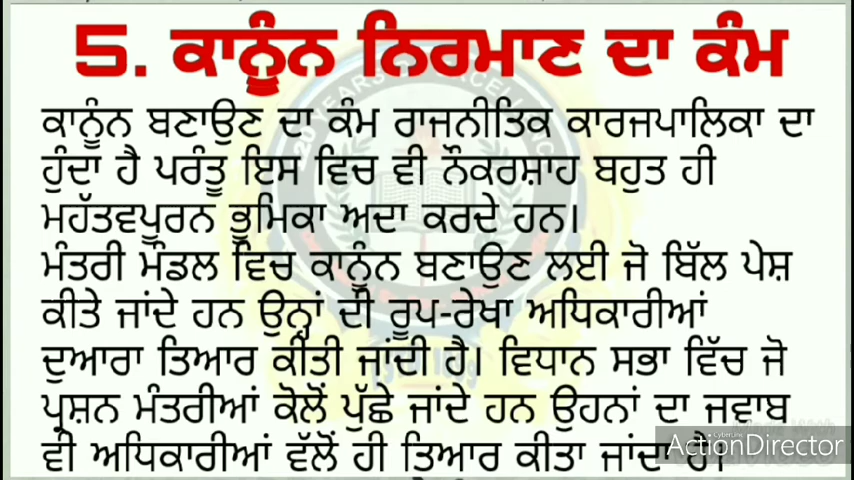 5. ਕਾਨੂੰਨ ਨਿਰਮਾਣ ਦਾ ਕੰਮ
ਕਾਨੂੰਨ ਬਣਾਉਣ ਦਾ ਕੰਮ ਰਾਜਨੀਤਿਕ ਕਾਰਜਪਾਲਿਕਾ ਦਾ
ਹੁੰਦਾ ਹੈ ਪਰੰਤੂ ਇਸ ਵਿਚ ਵੀ ਨੌਕਰਸ਼ਾਹ ਬਹੁਤ ਹੀ
ਮਹੱਤਵਪੂਰਨ ਭੂਮਿਕਾ ਅਦਾ ਕਰਦੇ ਹਨ।
ਮੰਤਰੀ ਮੰਡਲ ਵਿਚ ਕਾਨੂੰਨ ਬਣਾਉਣ ਲਈ ਜੋ ਬਿੱਲ ਪੇਸ਼
ਕੀਤੇ ਜਾਂਦੇ ਹਨ ਉਨ੍ਹਾਂ ਦੀ ਰੂਪ-ਰੇਖਾ ਅਧਿਕਾਰੀਆਂ
ਦੁਆਰਾ ਤਿਆਰ ਕੀਤੀ ਜਾਂਦੀ ਹੈ। ਵਿਧਾਨ ਸਭਾ ਵਿੱਚ ਜੋ
ਪ੍ਰਸ਼ਨ ਮੰਤਰੀਆਂ ਕੋਲੋਂ ਪੁੱਛੇ ਜਾਂਦੇ ਹਨ ਉਹਨਾਂ ਦਾ ਜਵਾਬ
ਵੀ ਅਧਿਕਾਰੀਆਂ ਵੱਲੋਂ ਹੀ ਤਿਆਰ ਕੀਤਾ ਜਾਂਦਾ ਹੈ।
CyberLink
ActionDirector